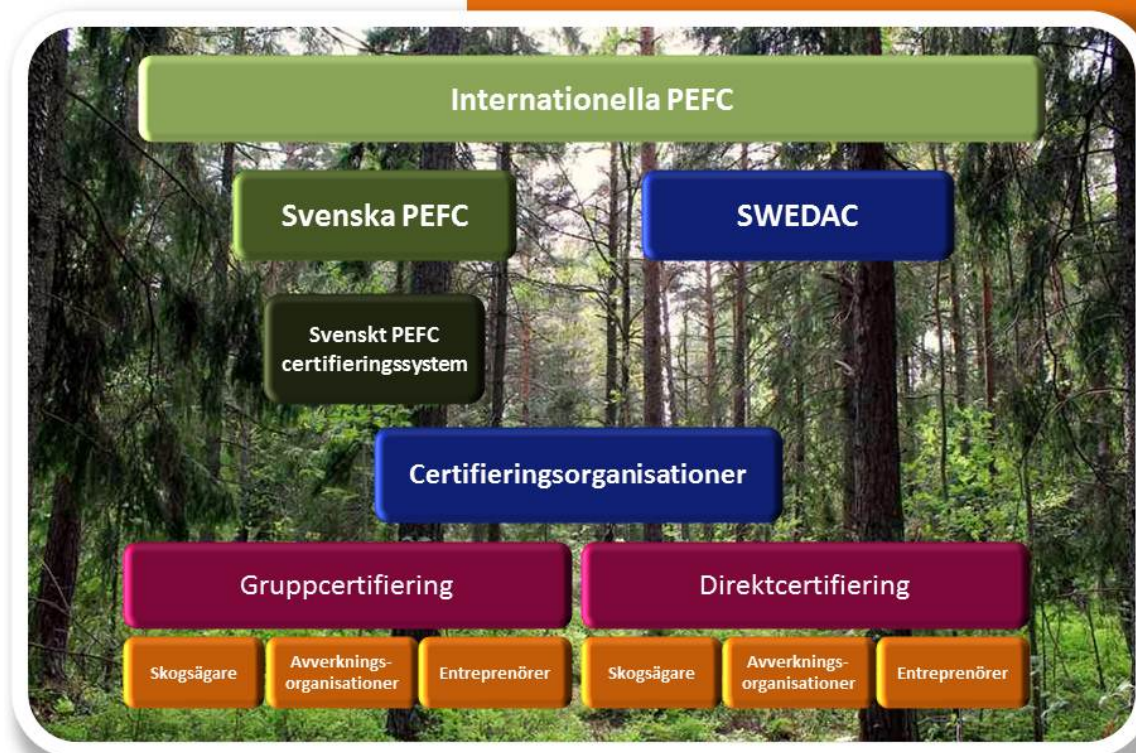 Internationella PEFC
Svenska PEFC
SWEDAC
Svenskt PEFC
certifieringssystem
Certifieringsorganisationer
Gruppcertifiering
Direktcertifiering
Skogsägare
Avverknings-
organisationer
Entreprenörer
Skogsägare
Avverknings-
organisationer
Entreprenörer